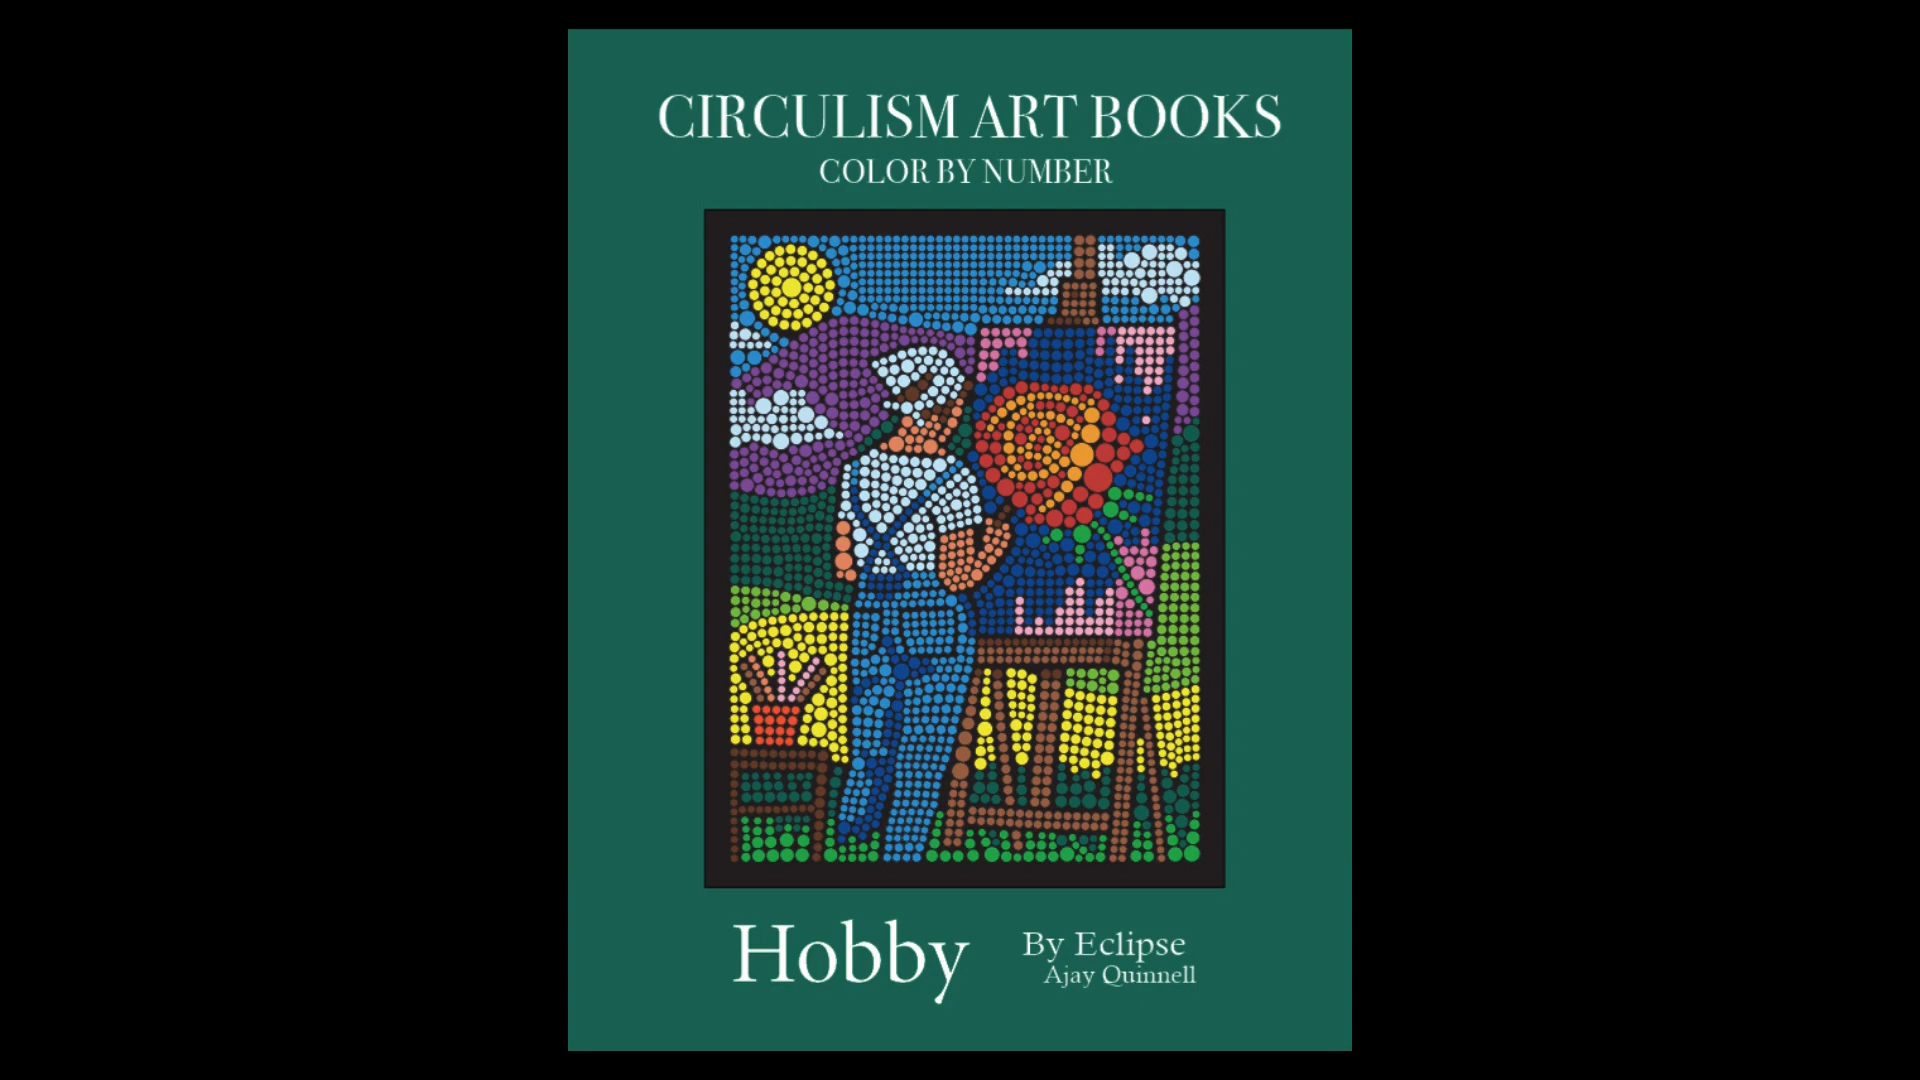 CIRCULISM ART BOOKS
COLOR BY NUMBER
Hobby
By Eclipse
Ajay Quinnell